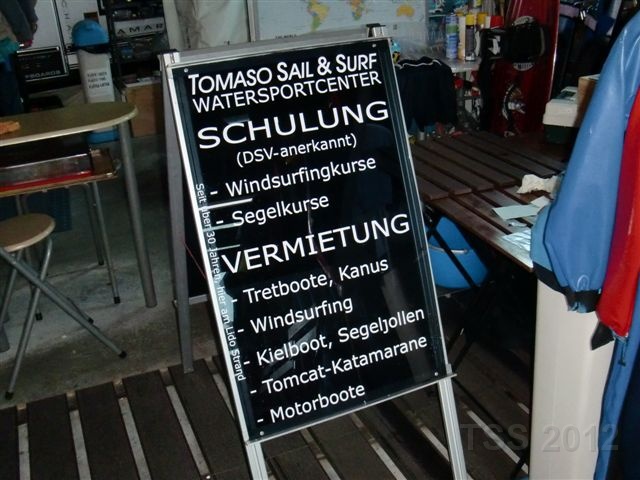 TOMASO SAIL & SURF
WATERSPORTCENTER
SCHULUNG
(DSV-anerkannt)
- Windsurfingkurse
- Segelkurse
VERMIETUNG
- Tretboote, Kanus
- Windsurfing
- Kielboot, Segeljollen
- Tomcat-Katamarane
- Motorboote
Seit über 30 Jahren, hier am Lido Strand
TSS 2012